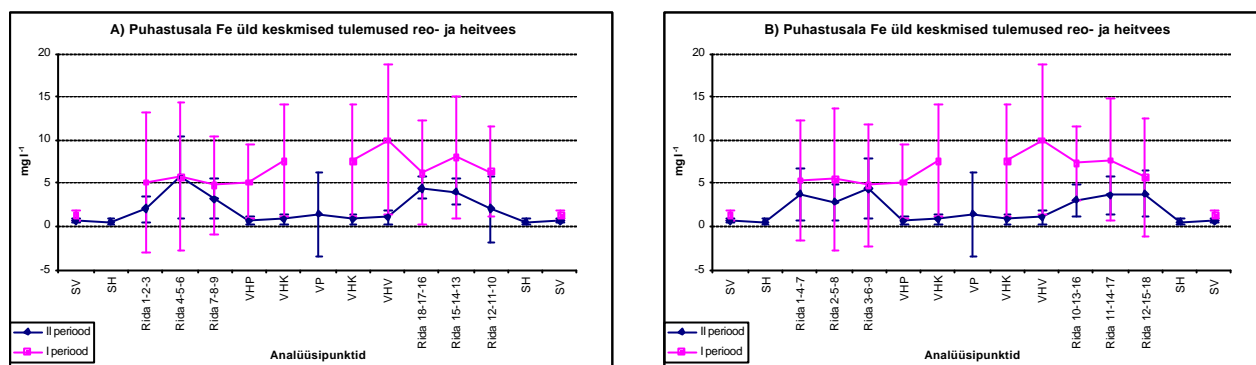 A) Puhastusala Fe üld keskmised tulemused reo- ja heitvees
20
15
10
5
0
-5
mg l⁻¹
SV
SH
Rida 1-2-3
Rida 4-5-6
Rida 7-8-9
VHP
VHK
VP
VHK
VHV
Rida 18-17-16
Rida 15-14-13
Rida 12-11-10
SH
SV
II periood
I periood
Analüüsipunktid
B) Puhastusala Fe üld keskmised tulemused reo- ja heitvees
20
15
10
5
0
-5
mg l⁻¹
SV
SH
Rida 1-4-7
Rida 2-5-8
Rida 3-6-9
VHP
VHK
VP
VHK
VHV
Rida 10-13-16
Rida 11-14-17
Rida 12-15-18
SH
SV
II periood
I periood
Analüüsipunktid